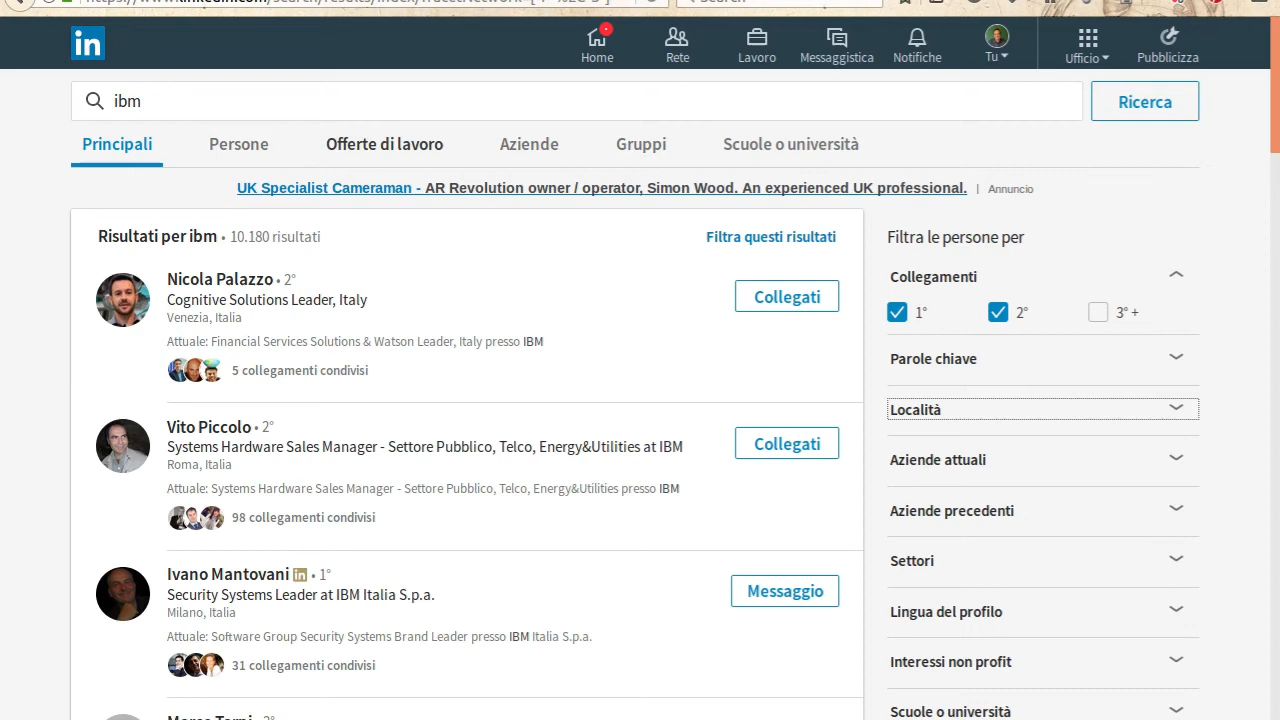 in
Home
Rete
Lavoro
Messaggistica
Notifiche
Tu
Ufficio
Pubblicizza
ibm
Ricerca
Principali
Persone
Offerte di lavoro
Aziende
Gruppi
Scuole o università
UK Specialist Cameraman - AR Revolution owner / operator, Simon Wood. An experienced UK professional. | Annuncio
Risultati per ibm • 10.180 risultati
Filtra questi risultati
Nicola Palazzo • 2°
Cognitive Solutions Leader, Italy
Venezia, Italia
Attuale: Financial Services Solutions & Watson Leader, Italy presso IBM
5 collegamenti condivisi
Collegati
Vito Piccolo • 2°
Systems Hardware Sales Manager - Settore Pubblico, Telco, Energy&Utilities at IBM
Roma, Italia
Attuale: Systems Hardware Sales Manager - Settore Pubblico, Telco, Energy&Utilities presso IBM
98 collegamenti condivisi
Collegati
Ivano Mantovani in • 1°
Security Systems Leader at IBM Italia S.p.a.
Milano, Italia
Attuale: Software Group Security Systems Brand Leader presso IBM Italia S.p.a.
31 collegamenti condivisi
Messaggio
Filtra le persone per
Collegamenti
1°
2°
3° +
Parole chiave
Località
Aziende attuali
Aziende precedenti
Settori
Lingua del profilo
Interessi non profit
Scuole o università